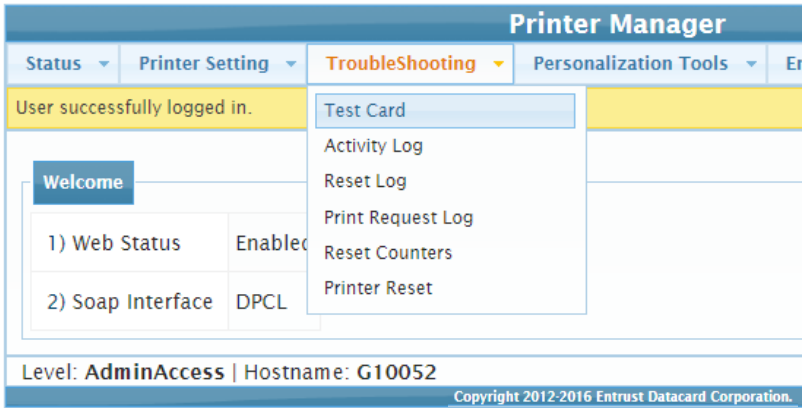 Printer Manager
Status Printer Setting TroubleShooting Personalization Tools
User successfully logged in.
Test Card
Activity Log
Reset Log
Print Request Log
Reset Counters
Printer Reset
Welcome
1) Web Status Enabled
2) Soap Interface DPCL
Level: AdminAccess | Hostname: G10052
Copyright 2012-2016 Entrust Datacard Corporation.